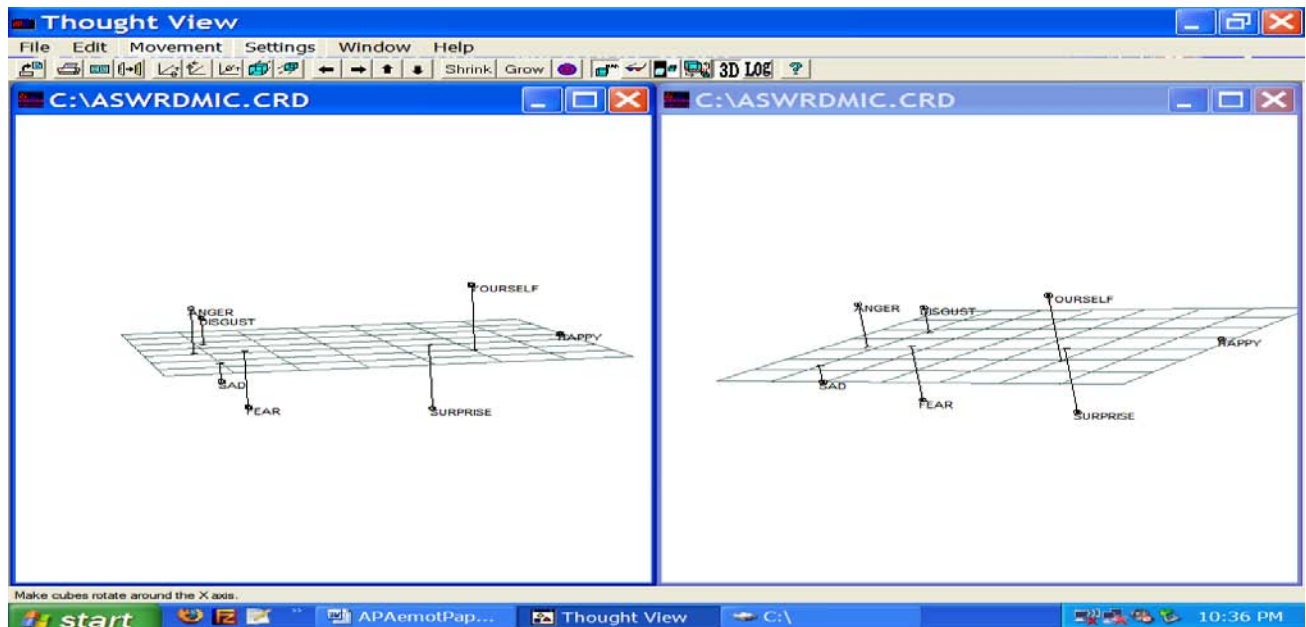 Thought View
File Edit Movement Settings Window Help
Shrink Grow 3D LOG ?
C:\ASWRDMIC.CRD
C:\ASWRDMIC.CRD
YOURSELF
ANGER
DISGUST
HAPPY
SAD
FEAR
SURPRISE
OURSELF
ANGER
DISGUST
HAPPY
SAD
FEAR
SURPRISE
Make cubes rotate around the X axis.
start
APAemotPap...
Thought View
C:\
10:36 PM